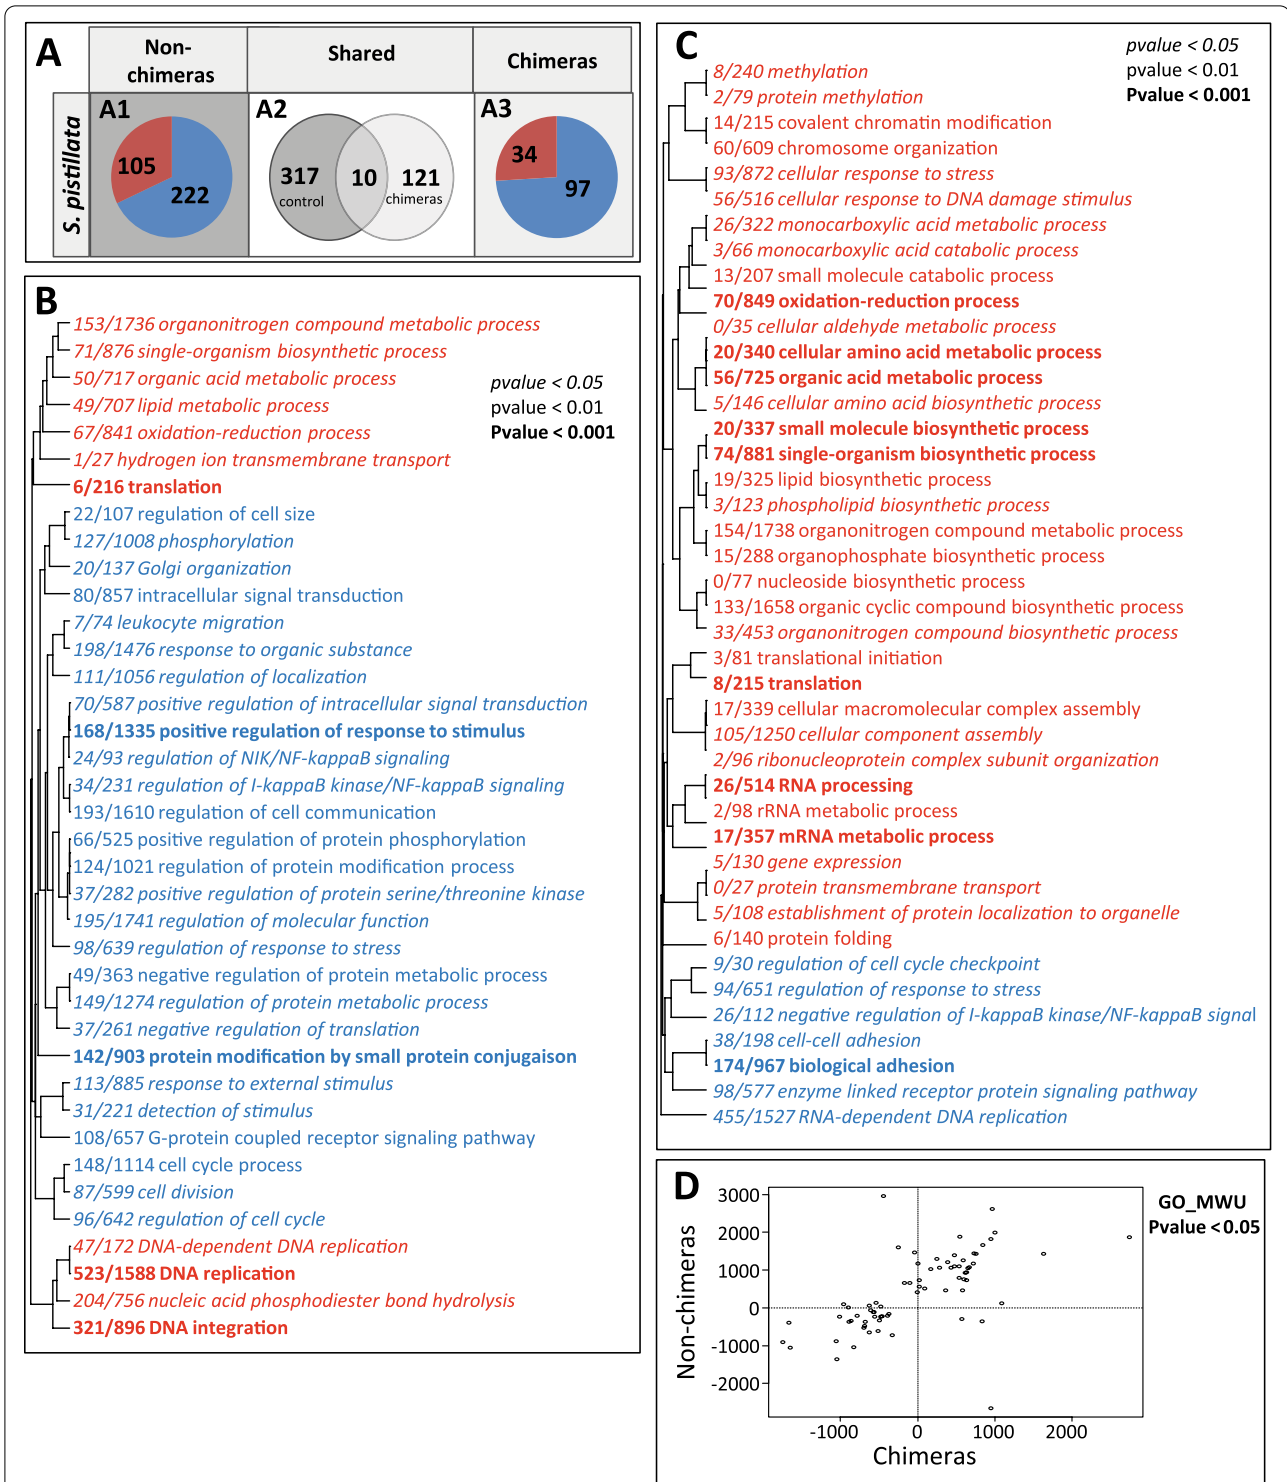 A
Non-
chimeras
Shared
Chimeras
S. pistillata
A1
105
222
A2
317
control
10
121
chimeras
A3
34
97
B
153/1736 organonitrogen compound metabolic process
71/876 single-organism biosynthetic process
50/717 organic acid metabolic process
49/707 lipid metabolic process
67/841 oxidation-reduction process
1/27 hydrogen ion transmembrane transport
6/216 translation
22/107 regulation of cell size
127/1008 phosphorylation
20/137 Golgi organization
80/857 intracellular signal transduction
7/74 leukocyte migration
198/1476 response to organic substance
111/1056 regulation of localization
70/587 positive regulation of intracellular signal transduction
168/1335 positive regulation of response to stimulus
24/93 regulation of NIK/NF-kappaB signaling
34/231 regulation of I-kappaB kinase/NF-kappaB signaling
193/1610 regulation of cell communication
66/525 positive regulation of protein phosphorylation
124/1021 regulation of protein modification process
37/282 positive regulation of protein serine/threonine kinase
195/1741 regulation of molecular function
98/639 regulation of response to stress
49/363 negative regulation of protein metabolic process
149/1274 regulation of protein metabolic process
37/261 negative regulation of translation
142/903 protein modification by small protein conjugaison
113/885 response to external stimulus
31/221 detection of stimulus
108/657 G-protein coupled receptor signaling pathway
148/1114 cell cycle process
87/599 cell division
96/642 regulation of cell cycle
47/172 DNA-dependent DNA replication
523/1588 DNA replication
204/756 nucleic acid phosphodiester bond hydrolysis
321/896 DNA integration
pvalue < 0.05
pvalue < 0.01
Pvalue < 0.001
C
pvalue < 0.05
pvalue < 0.01
Pvalue < 0.001
8/240 methylation
2/79 protein methylation
14/215 covalent chromatin modification
60/609 chromosome organization
93/872 cellular response to stress
56/516 cellular response to DNA damage stimulus
26/322 monocarboxylic acid metabolic process
3/66 monocarboxylic acid catabolic process
13/207 small molecule catabolic process
70/849 oxidation-reduction process
0/35 cellular aldehyde metabolic process
20/340 cellular amino acid metabolic process
56/725 organic acid metabolic process
5/146 cellular amino acid biosynthetic process
20/337 small molecule biosynthetic process
74/881 single-organism biosynthetic process
19/325 lipid biosynthetic process
3/123 phospholipid biosynthetic process
154/1738 organonitrogen compound metabolic process
15/288 organophosphate biosynthetic process
0/77 nucleoside biosynthetic process
133/1658 organic cyclic compound biosynthetic process
33/453 organonitrogen compound biosynthetic process
3/81 translational initiation
8/215 translation
17/339 cellular macromolecular complex assembly
105/1250 cellular component assembly
2/96 ribonucleoprotein complex subunit organization
26/514 RNA processing
2/98 rRNA metabolic process
17/357 mRNA metabolic process
5/130 gene expression
0/27 protein transmembrane transport
5/108 establishment of protein localization to organelle
6/140 protein folding
9/30 regulation of cell cycle checkpoint
94/651 regulation of response to stress
26/112 negative regulation of I-kappaB kinase/NF-kappaB signal
38/198 cell-cell adhesion
174/967 biological adhesion
98/577 enzyme linked receptor protein signaling pathway
455/1527 RNA-dependent DNA replication
D
GO_MWU
Pvalue < 0.05
Non-chimeras
3000
2000
1000
0
-1000
-2000
-1000
0
1000
2000
Chimeras